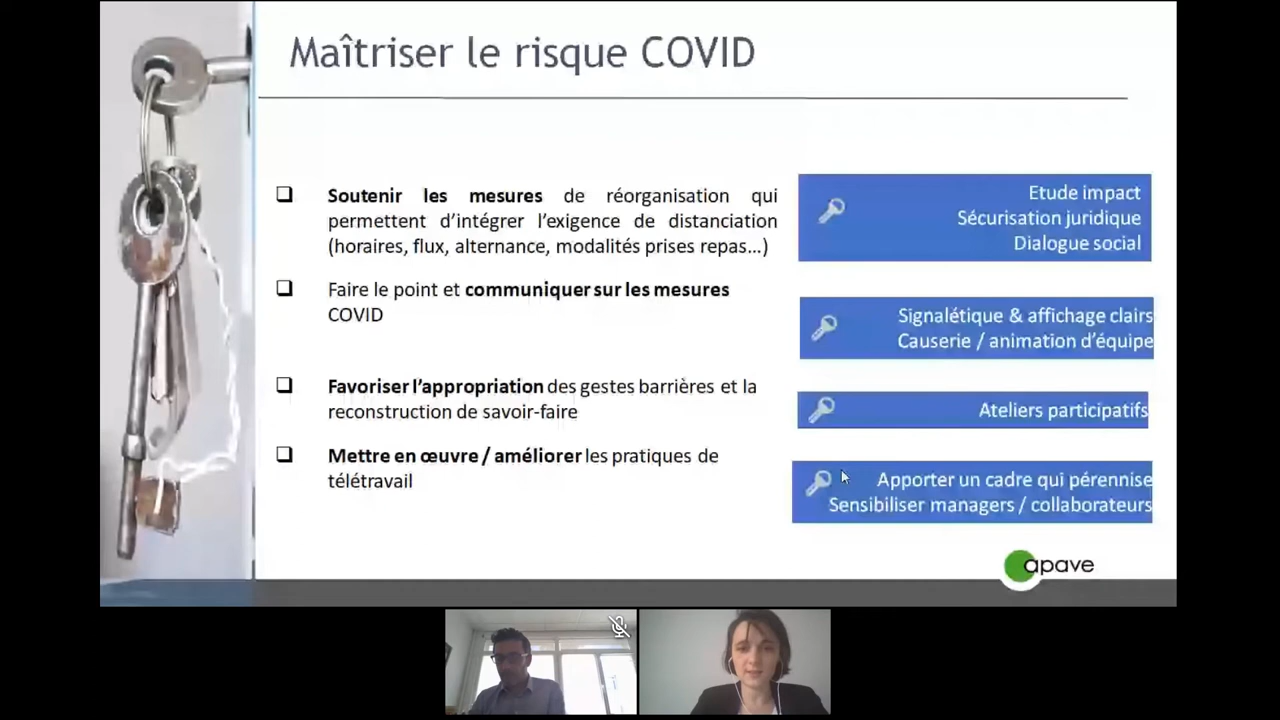 Maîtriser le risque COVID
Soutenir les mesures de réorganisation qui
permettent d’intégrer l’exigence de distanciation
(horaires, flux, alternance, modalités prises repas…)
Etude impact
Sécurisation juridique
Dialogue social
Faire le point et communiquer sur les mesures
COVID
Signalétique & affichage clairs
Causerie / animation d’équipe
Favoriser l’appropriation des gestes barrières et la
reconstruction de savoir-faire
Ateliers participatifs
Mettre en œuvre / améliorer les pratiques de
télétravail
Apporter un cadre qui pérennise
Sensibiliser managers / collaborateurs
apave